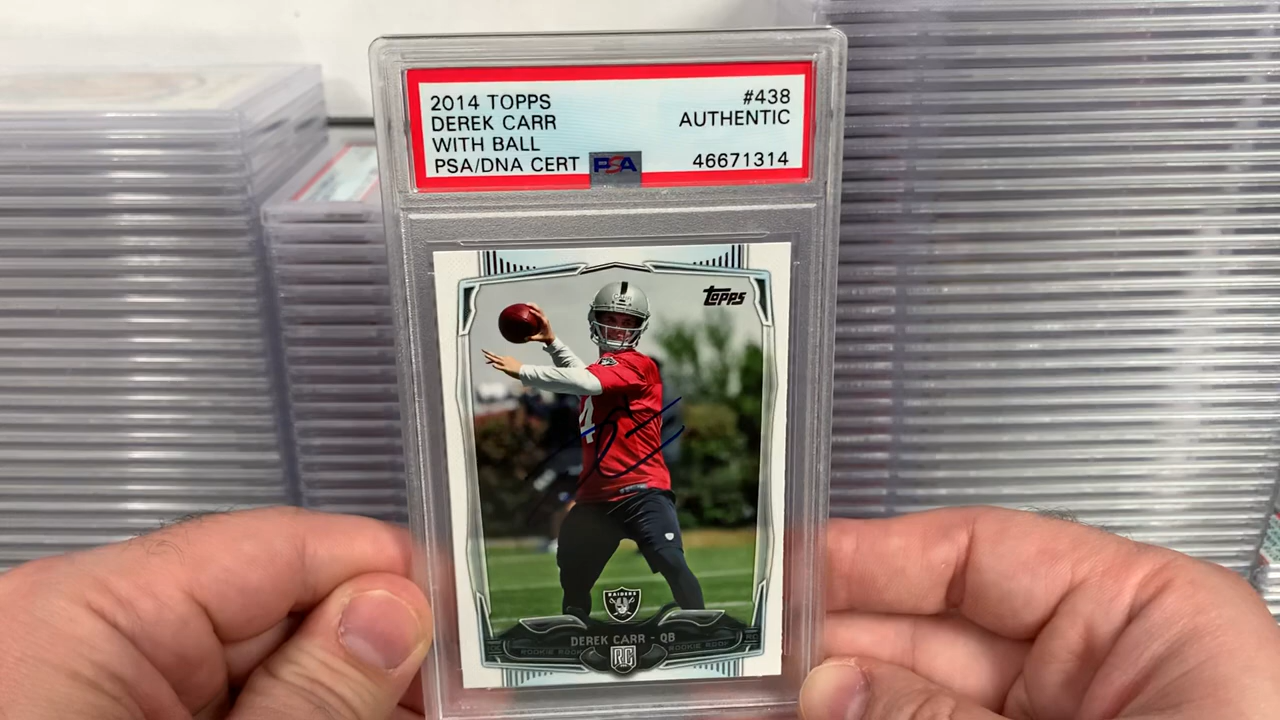 2014 TOPPS #438
DEREK CARR AUTHENTIC
WITH BALL
PSA/DNA CERT PSA 46671314
Topps
4
RAIDERS
DEREK CARR - QB
ROOKIE ROOKIE
RC